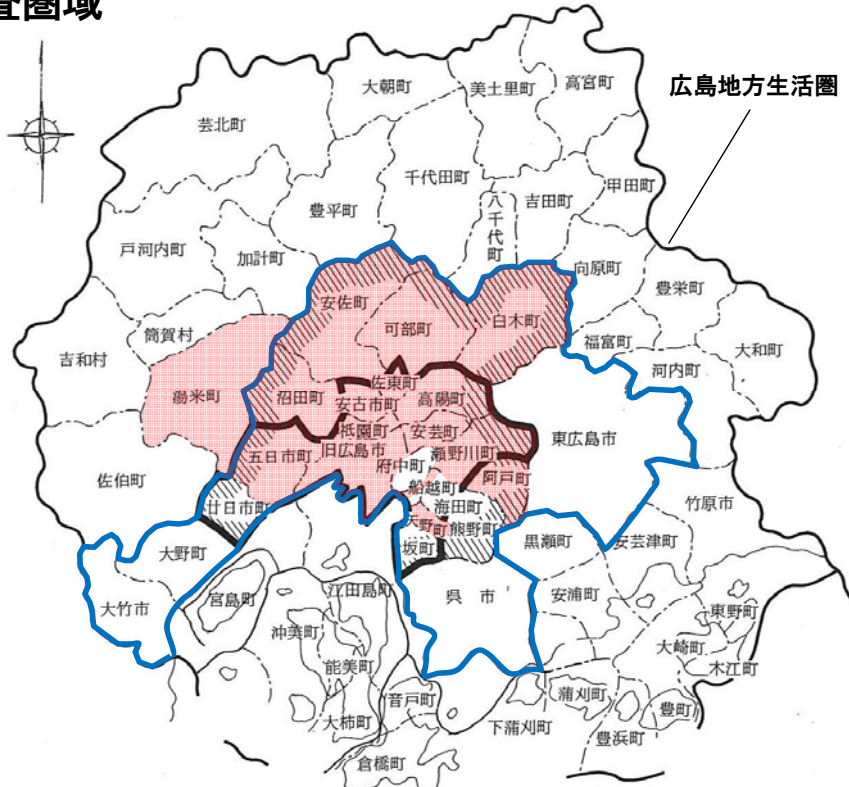 査圏域
広島地方生活圏
大朝町
美土里町
高宮町
芸北町
千代田町
八千代町
吉田町
甲田町
豊平町
戸河内町
加計町
向原町
豊栄町
安佐町
可部町
白木町
福富町
大和町
筒賀村
吉和村
湯来町
河内町
佐東町
沼田町
安古市町
高陽町
祇園町
安芸町
東広島市
五日市町
旧広島市
瀬野川町
府中町
佐伯町
船越町
阿戸町
廿日市町
海田町
竹原市
矢野町
熊野町
大野町
坂町
黒瀬町
安芸津町
大竹市
宮島町
江田島町
呉市
安浦町
東野町
沖美町
大崎町
木江町
能美町
音戸町
蒲刈町
大柿町
下蒲刈町
豊町
豊浜町
倉橋町